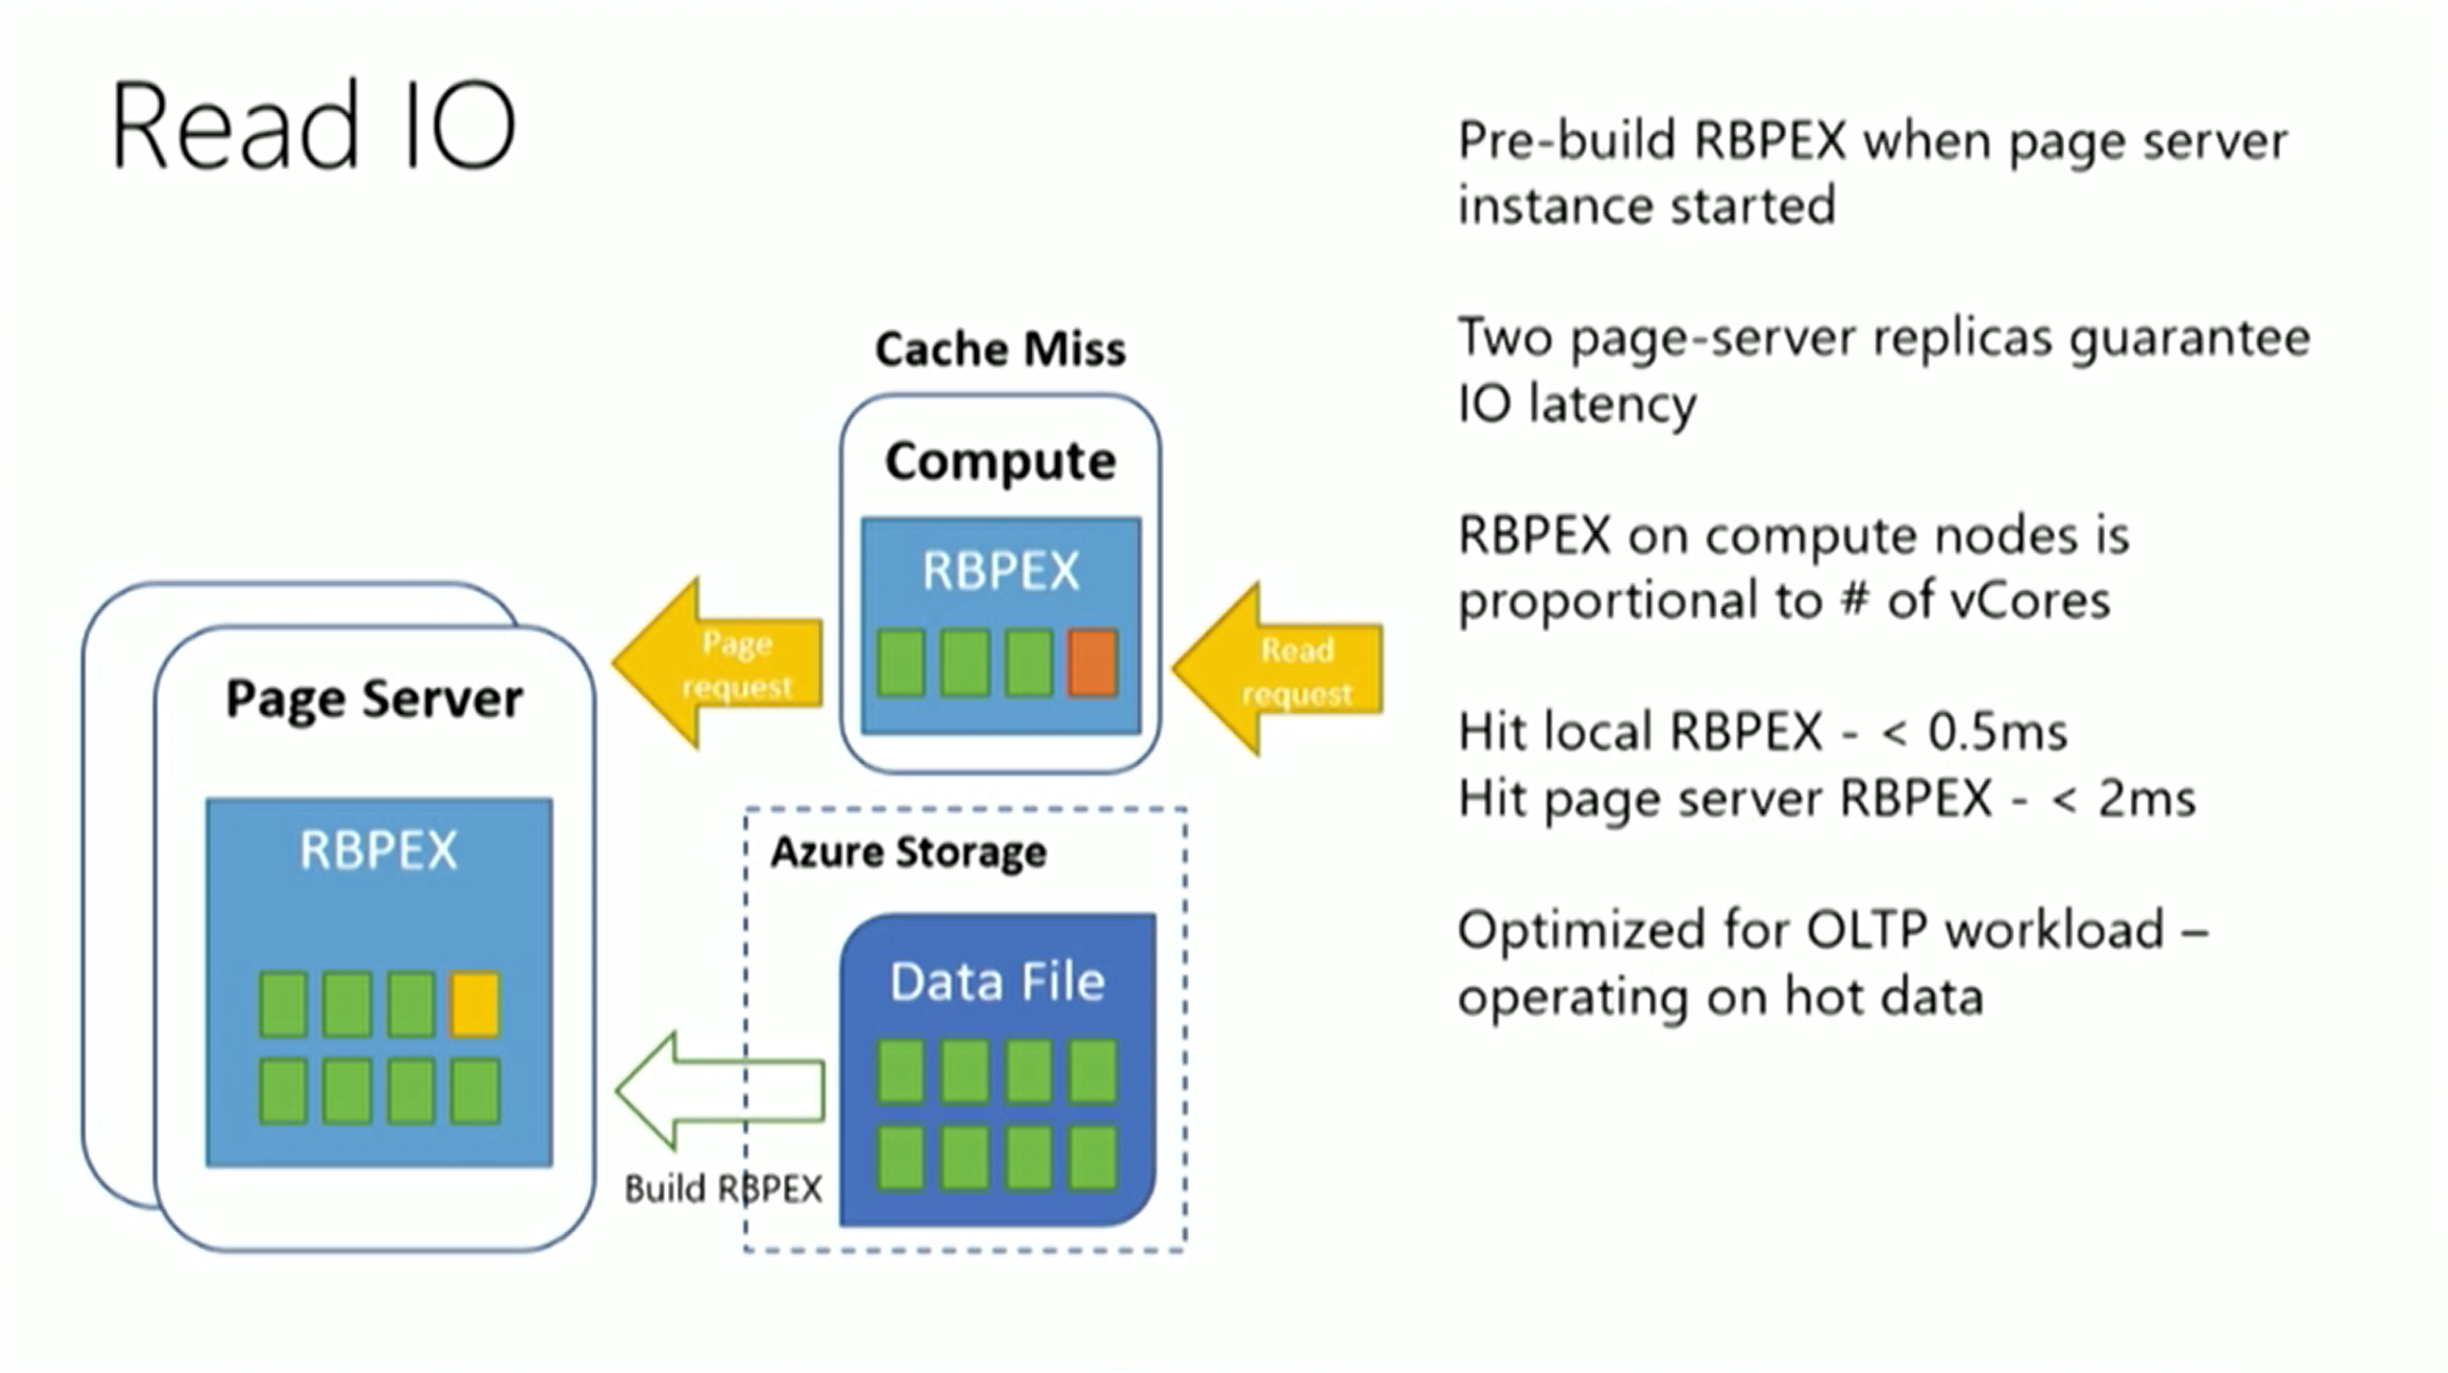 Read IO
Cache Miss
Compute
RBPEX
Page
request
Read
request
Page Server
RBPEX
Azure Storage
Data File
Build RBPEX
Pre-build RBPEX when page server
instance started
Two page-server replicas guarantee
IO latency
RBPEX on compute nodes is
proportional to # of vCores
Hit local RBPEX - < 0.5ms
Hit page server RBPEX - < 2ms
Optimized for OLTP workload –
operating on hot data